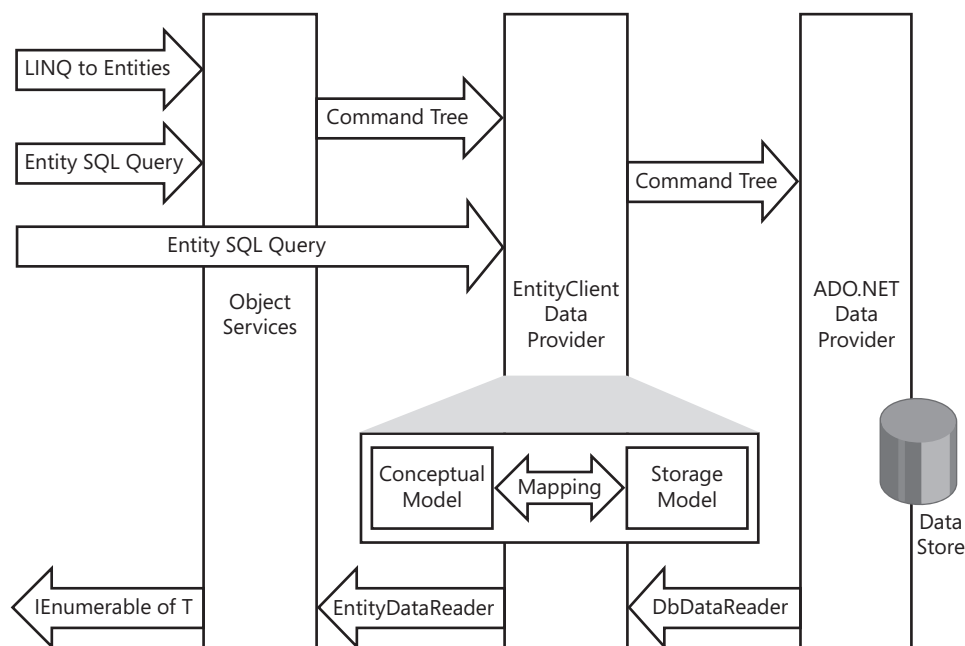 LINQ to Entities
Command Tree
Entity SQL Query
Command Tree
Entity SQL Query
Object
Services
EntityClient
Data
Provider
ADO.NET
Data
Provider
Conceptual
Model
Mapping
Storage
Model
Data
Store
IEnumerable of T
EntityDataReader
DbDataReader